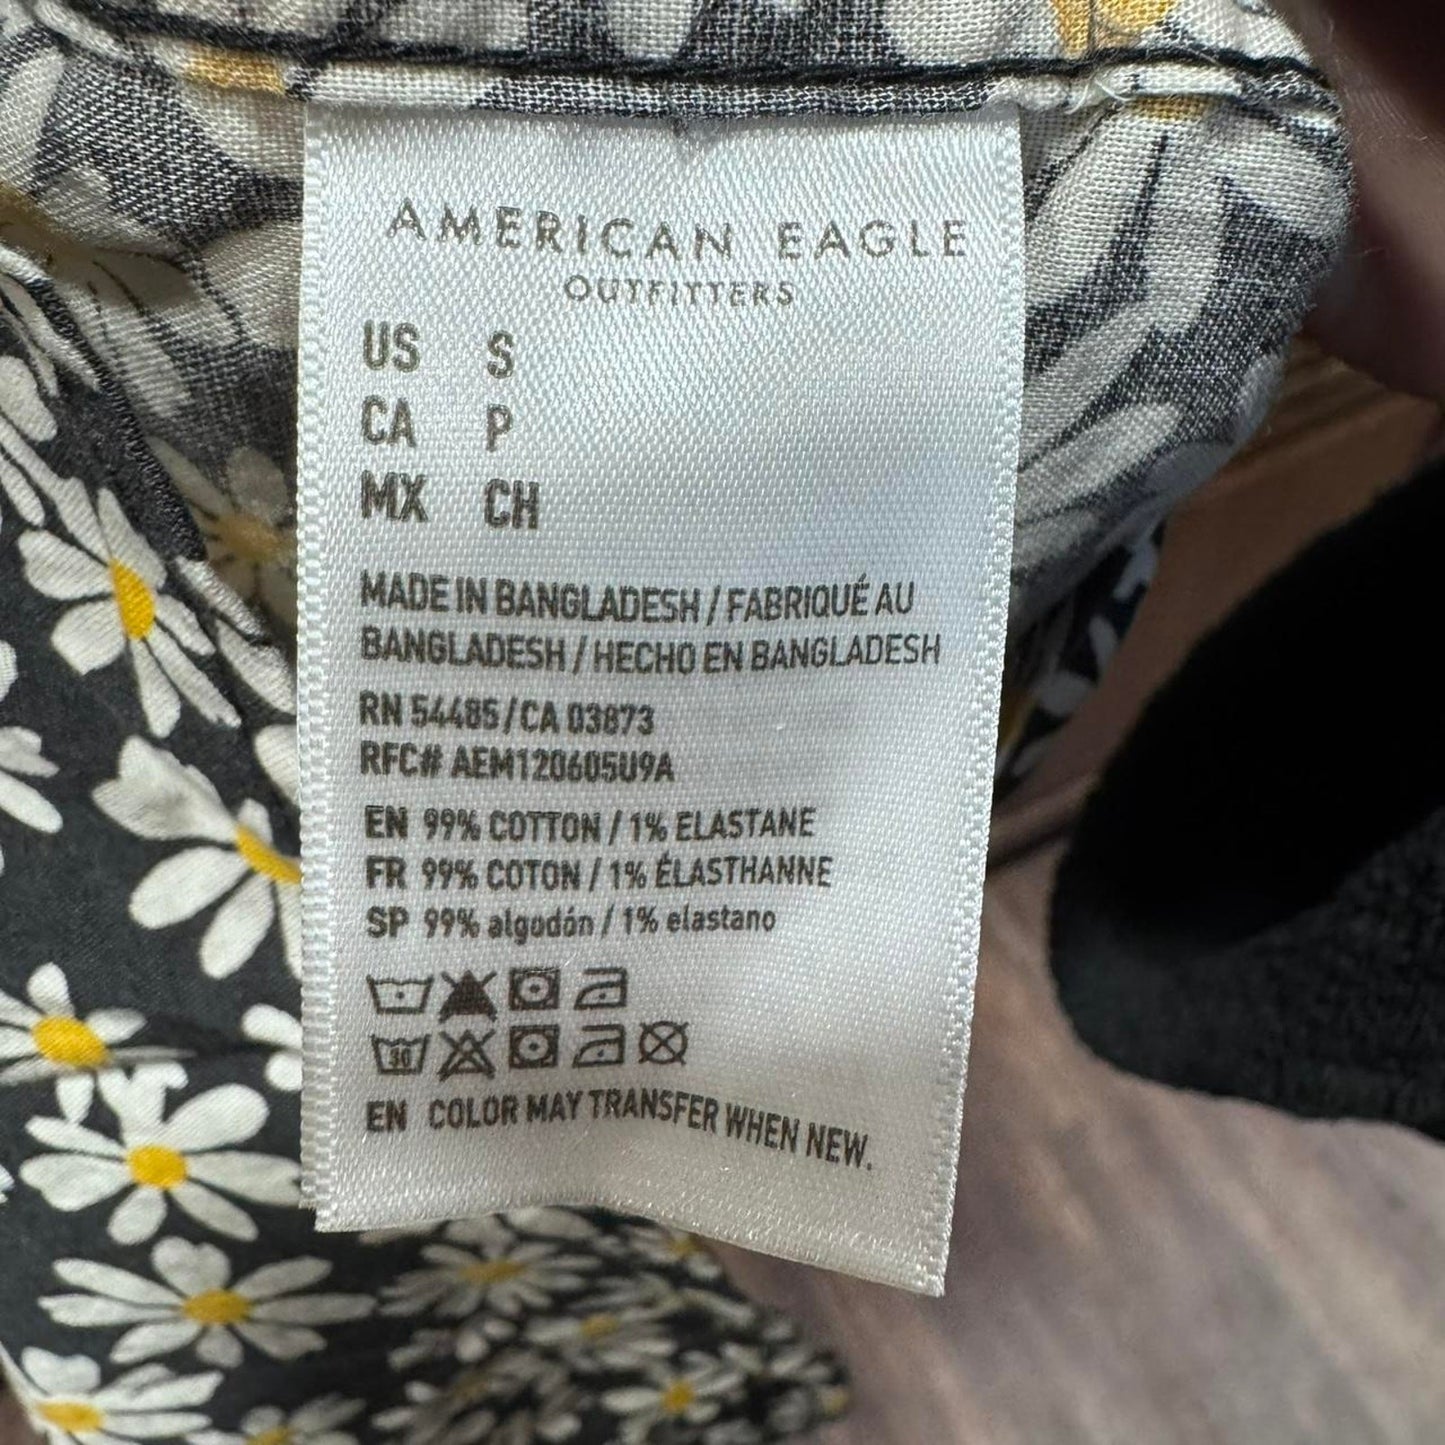 AMERICAN EAGLE
OUTFITTERS
US S
CA P
MX CH
MADE IN BANGLADESH / FABRIQUÉ AU
BANGLADESH / HECHO EN BANGLADESH
RN 54485/CA 03873
RFC# AEM120605U9A
EN 99% COTTON / 1% ELASTANE
FR 99% COTON / 1% ÉLASTHANNE
SP 99% algodón / 1% elastano
30
EN COLOR MAY TRANSFER WHEN NEW.